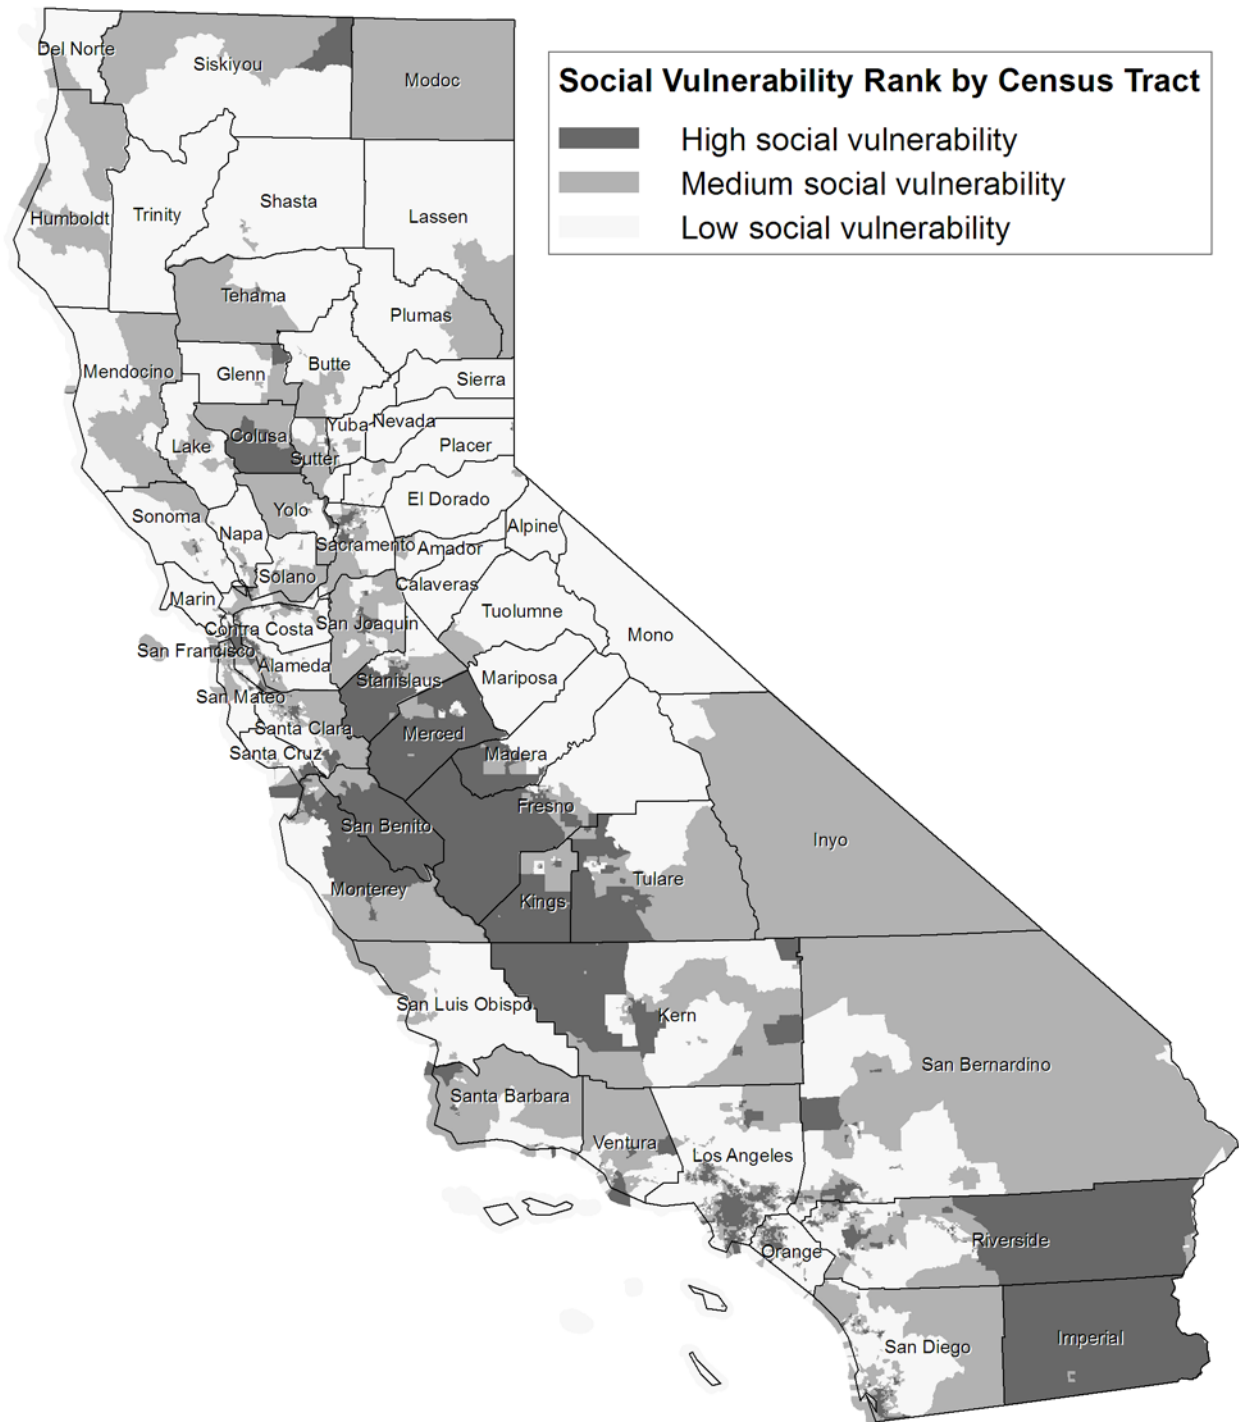 Social Vulnerability Rank by Census Tract
High social vulnerability
Medium social vulnerability
Low social vulnerability
Del Norte
Siskiyou
Modoc
Humboldt
Trinity
Shasta
Lassen
Tehama
Plumas
Mendocino
Glenn
Butte
Sierra
Lake
Colusa
Sutter
Yuba
Nevada
Placer
Sonoma
Napa
Yolo
El Dorado
Alpine
Sacramento
Amador
Solano
Calaveras
Marin
Contra Costa
San Joaquin
Tuolumne
Mono
San Francisco
Alameda
Stanislaus
Mariposa
San Mateo
Santa Clara
Merced
Santa Cruz
Madera
San Benito
Fresno
Inyo
Monterey
Kings
Tulare
San Luis Obispo
Kern
San Bernardino
Santa Barbara
Ventura
Los Angeles
Orange
Riverside
San Diego
Imperial